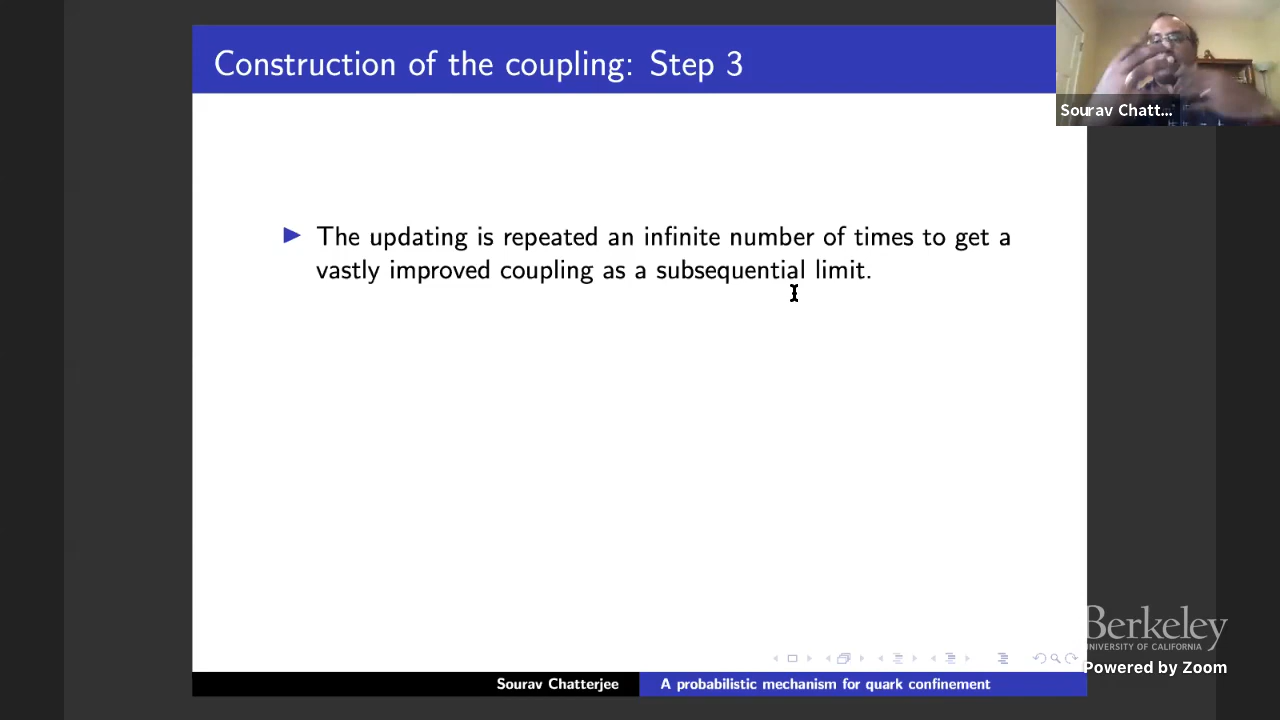 Construction of the coupling: Step 3
Sourav Chatt...
▶ The updating is repeated an infinite number of times to get a
vastly improved coupling as a subsequential limit.
Berkeley
UNIVERSITY OF CALIFORNIA
Powered by Zoom
Sourav Chatterjee
A probabilistic mechanism for quark confinement